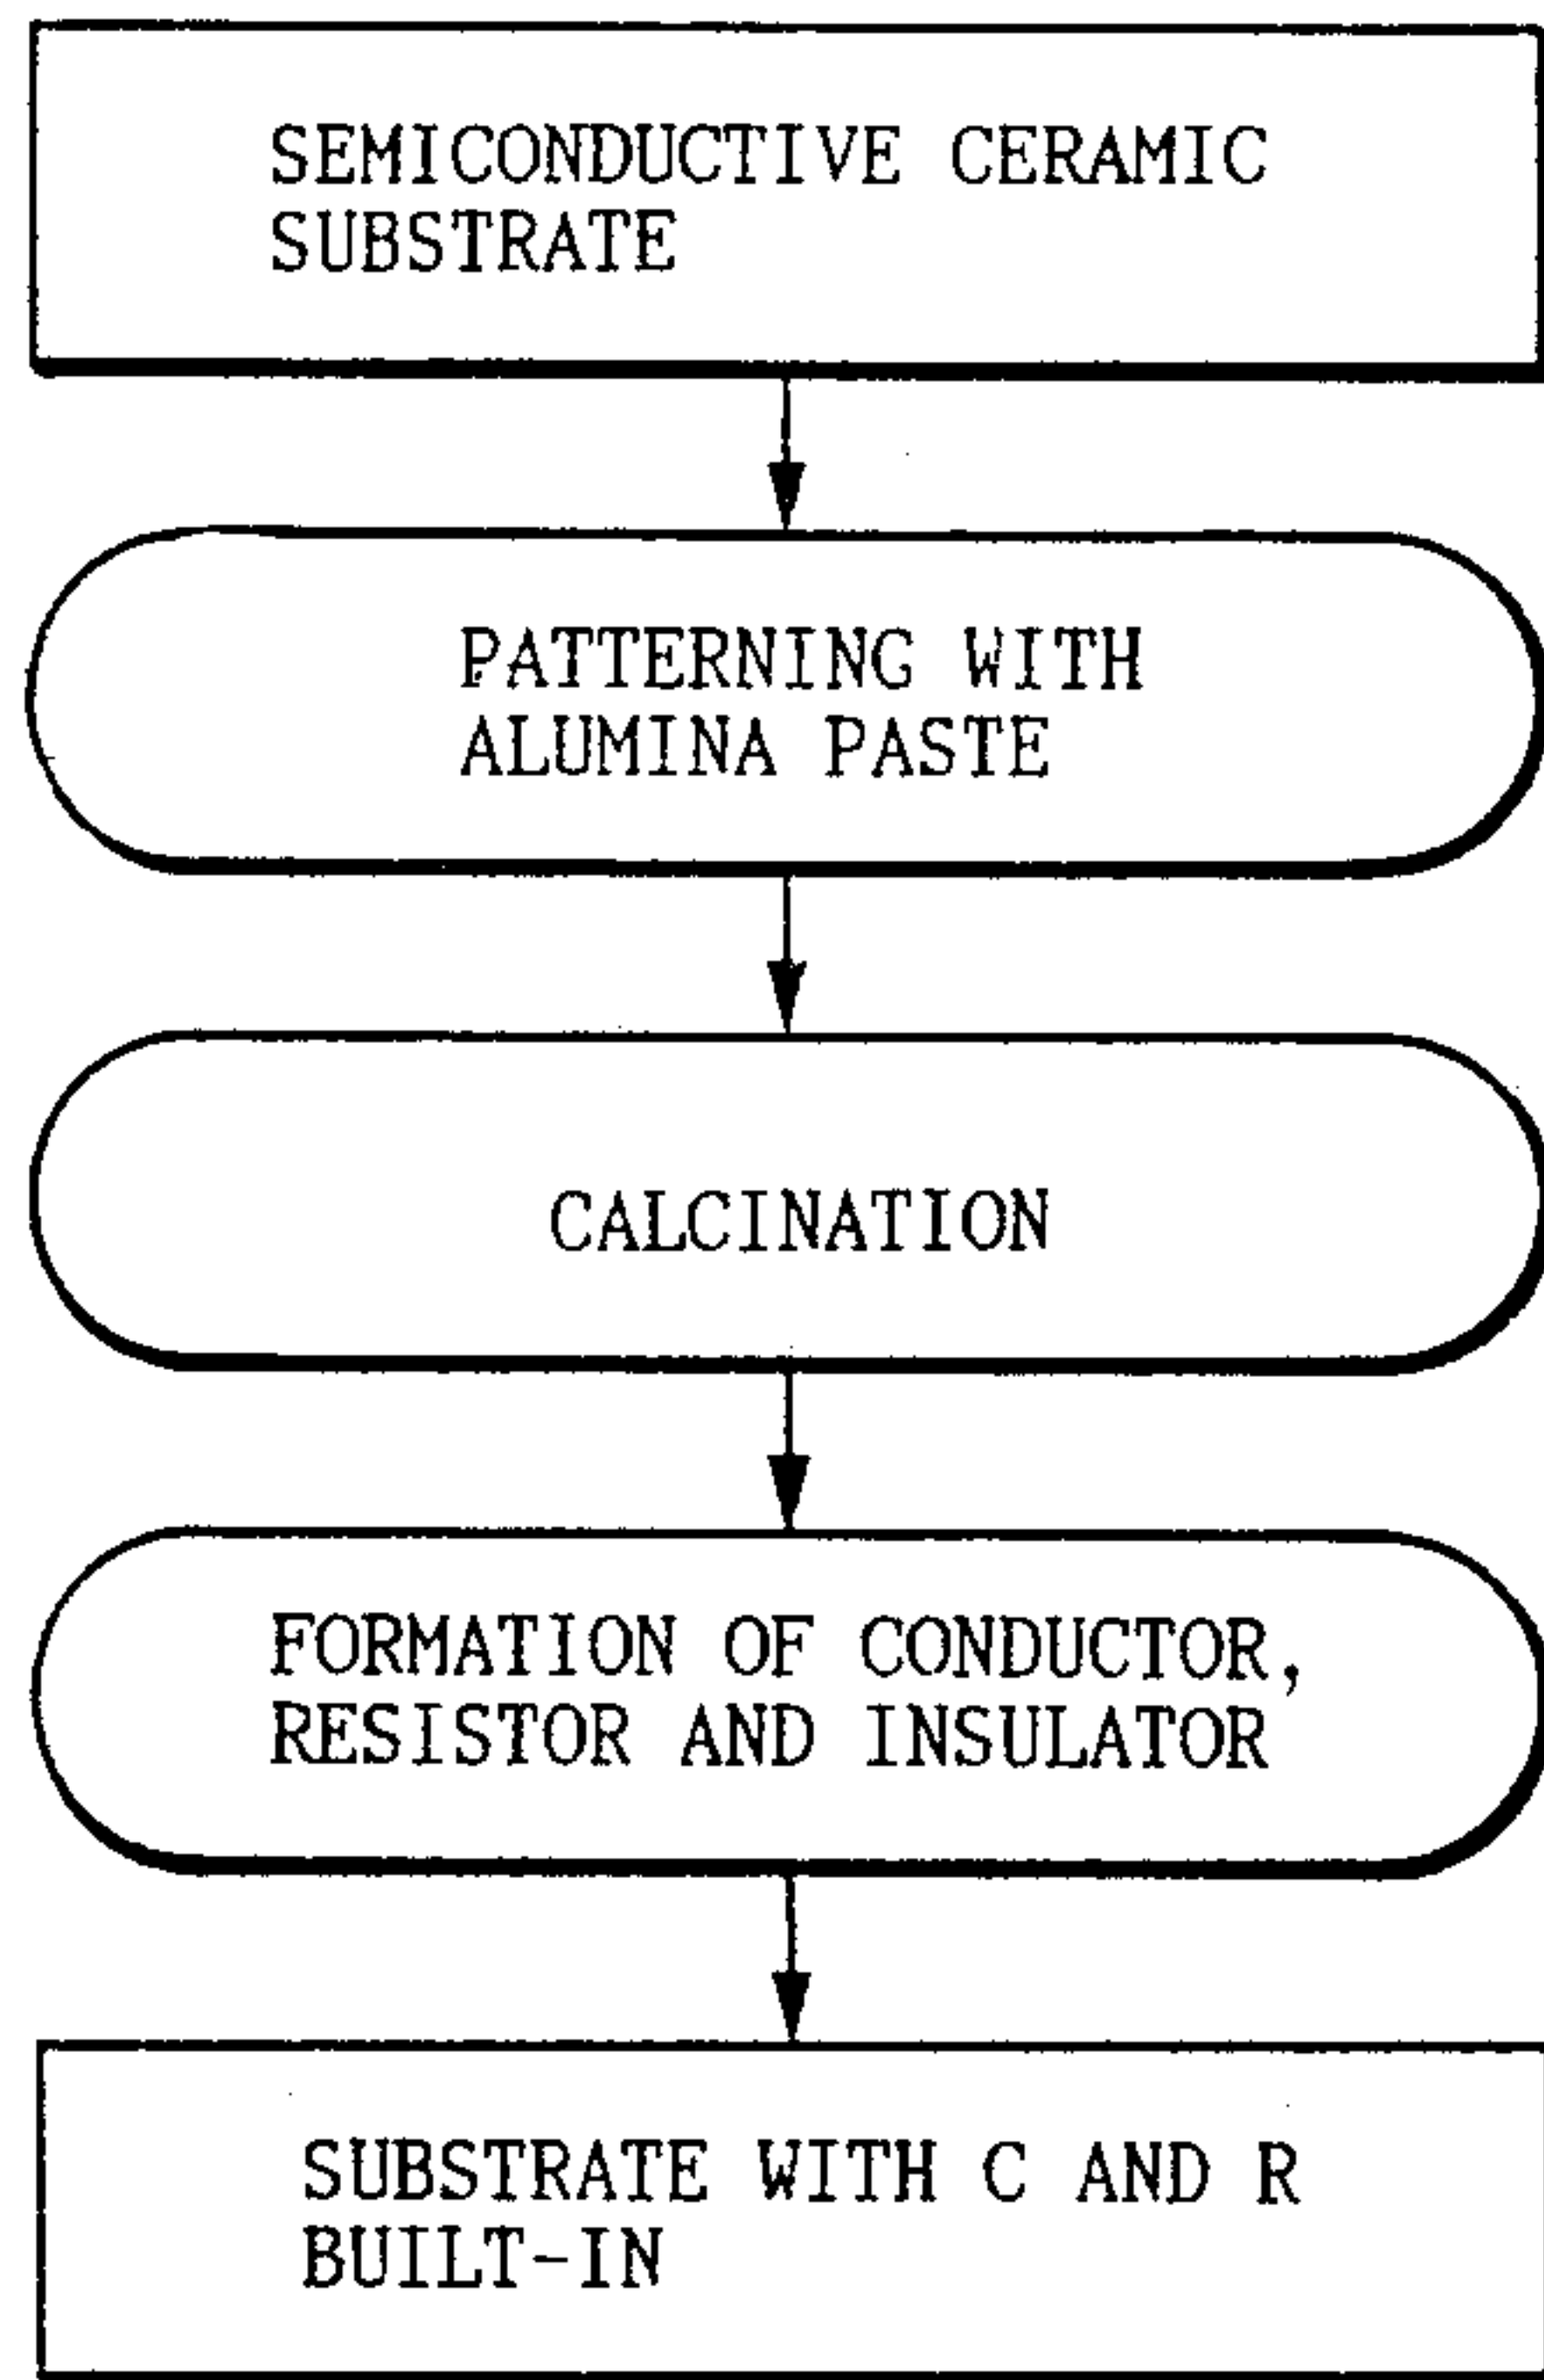 SEMICONDUCTIVE CERAMIC
SUBSTRATE
PATTERNING WITH
ALUMINA PASTE
CALCINATION
FORMATION OF CONDUCTOR,
RESISTOR AND INSULATOR
SUBSTRATE WITH C AND R
BUILT-IN